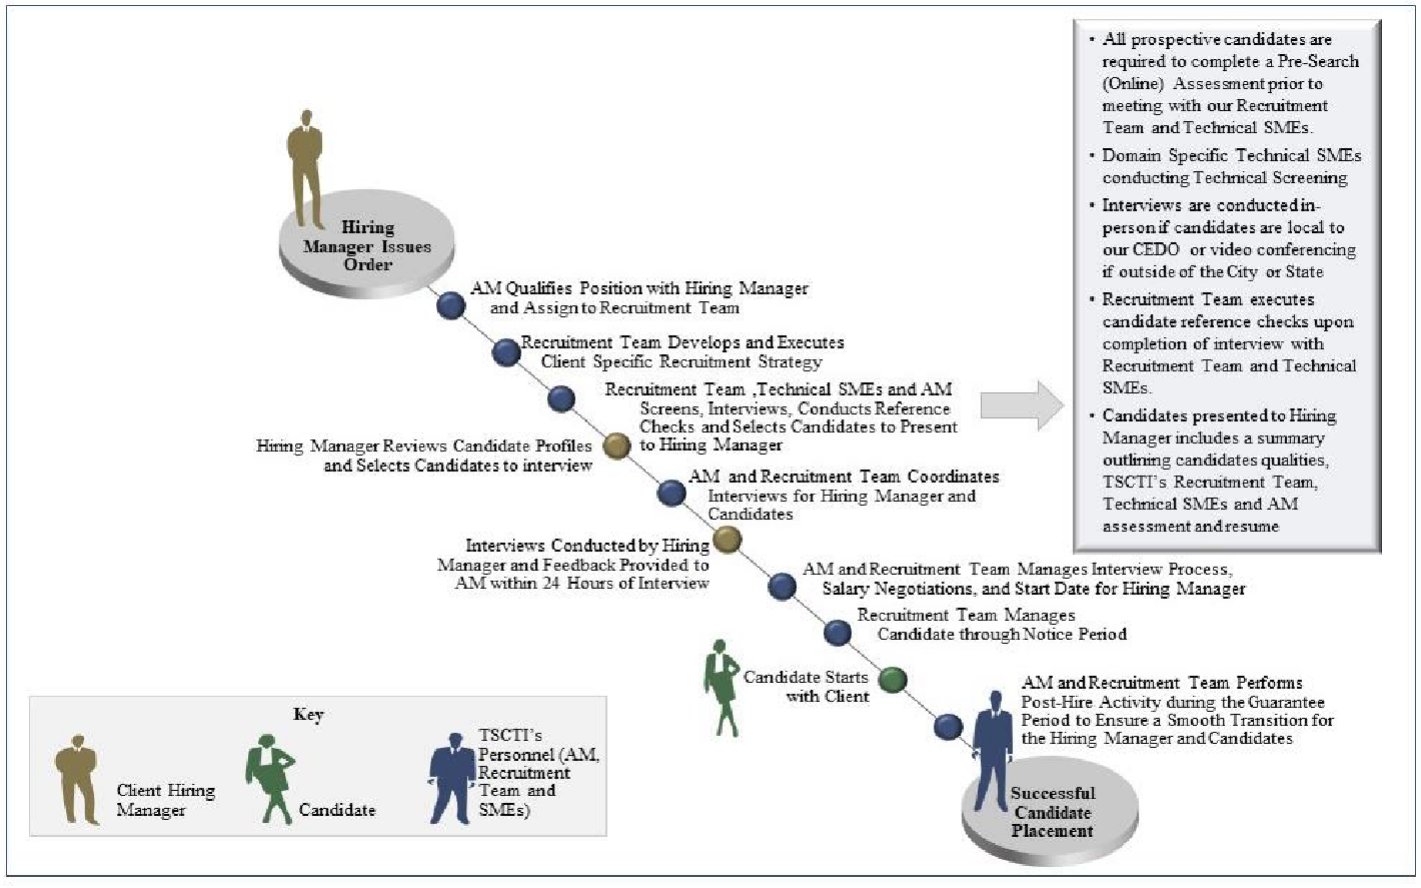 Hiring
Manager Issues
Order
AM Qualifies Position with Hiring Manager
and Assign to Recruitment Team
Recruitment Team Develops and Executes
Client Specific Recruitment Strategy
Recruitment Team ,Technical SMEs and AM
Screens, Interviews, Conducts Reference
Checks and Selects Candidates to Present
to Hiring Manager
Hiring Manager Reviews Candidate Profiles
and Selects Candidates to interview
AM and Recruitment Team Coordinates
Interviews for Hiring Manager and
Candidates
Interviews Conducted by Hiring
Manager and Feedback Provided to
AM within 24 Hours of Interview
AM and Recruitment Team Manages Interview Process,
Salary Negotiations, and Start Date for Hiring Manager
Recruitment Team Manages
Candidate through Notice Period
Candidate Starts
with Client
AM and Recruitment Team Performs
Post-Hire Activity during the Guarantee
Period to Ensure a Smooth Transition for
the Hiring Manager and Candidates
Successful
Candidate
Placement
• All prospective candidates are
required to complete a Pre-Search
(Online) Assessment prior to
meeting with our Recruitment
Team and Technical SMEs.
• Domain Specific Technical SMEs
conducting Technical Screening
• Interviews are conducted in-
person if candidates are local to
our CEDO or video conferencing
if outside of the City or State
• Recruitment Team executes
candidate reference checks upon
completion of interview with
Recruitment Team and Technical
SMEs.
• Candidates presented to Hiring
Manager includes a summary
outlining candidates qualities,
TSCTI's Recruitment Team,
Technical SMEs and AM
assessment and resume
Key
Client Hiring
Manager
Candidate
TSCTI's
Personnel (AM,
Recruitment
Team and
SMEs)